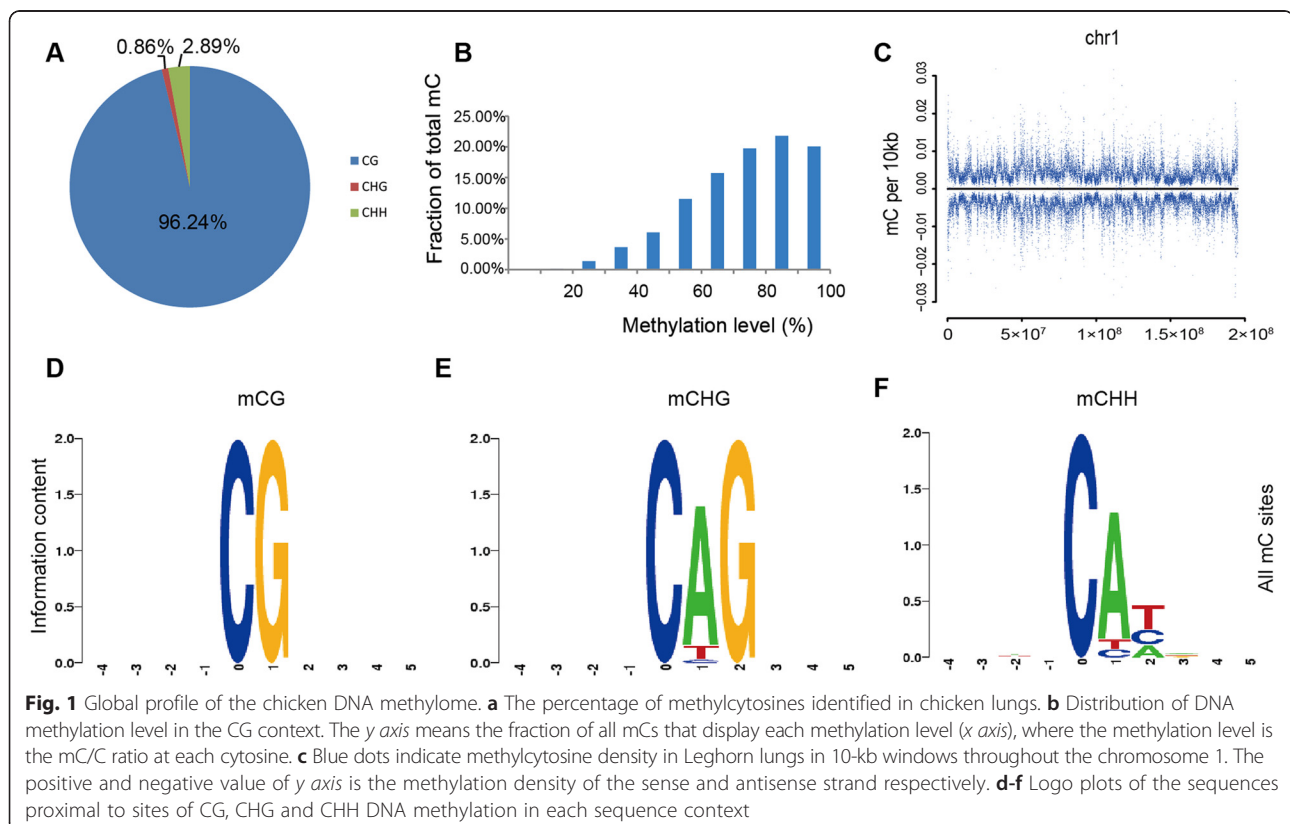 A
0.86%
2.89%
96.24%
CG
CHG
CHH
B
Fraction of total mC
25.00%
20.00%
15.00%
10.00%
5.00%
0.00%
20 40 60 80 100
Methylation level (%)
C
chr1
mC per 10kb
0.03
0.02
0.01
0.00
−0.01
−0.02
−0.03
0 5×10⁷ 1×10⁸ 1.5×10⁸ 2×10⁸
D
mCG
Information content
2.0
1.5
1.0
0.5
0.0
CG
-4 -3 -2 -1 0 1 2 3 4 5
E
mCHG
2.0
1.5
1.0
0.5
0.0
CAG
T
C
-4 -3 -2 -1 0 1 2 3 4 5
F
mCHH
2.0
1.5
1.0
0.5
0.0
CAT
T C
C A
-4 -3 -2 -1 0 1 2 3 4 5
All mC sites
Fig. 1 Global profile of the chicken DNA methylome. a The percentage of methylcytosines identified in chicken lungs. b Distribution of DNA
methylation level in the CG context. The y axis means the fraction of all mCs that display each methylation level (x axis), where the methylation level is
the mC/C ratio at each cytosine. c Blue dots indicate methylcytosine density in Leghorn lungs in 10-kb windows throughout the chromosome 1. The
positive and negative value of y axis is the methylation density of the sense and antisense strand respectively. d-f Logo plots of the sequences
proximal to sites of CG, CHG and CHH DNA methylation in each sequence context